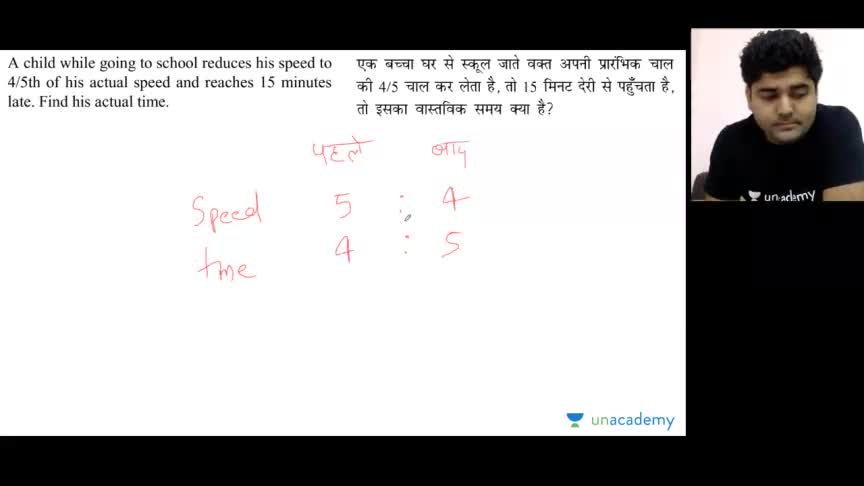 A child while going to school reduces his speed to
4/5th of his actual speed and reaches 15 minutes
late. Find his actual time.
एक बच्चा घर से स्कूल जाते वक्त अपनी प्रारंभिक चाल
की 4/5 चाल कर लेता है, तो 15 मिनट देरी से पहुँचता है,
तो इसका वास्तविक समय क्या है?
पहले बाद
Speed 5 : 4
time 4 : 5
unacademy
unacademy